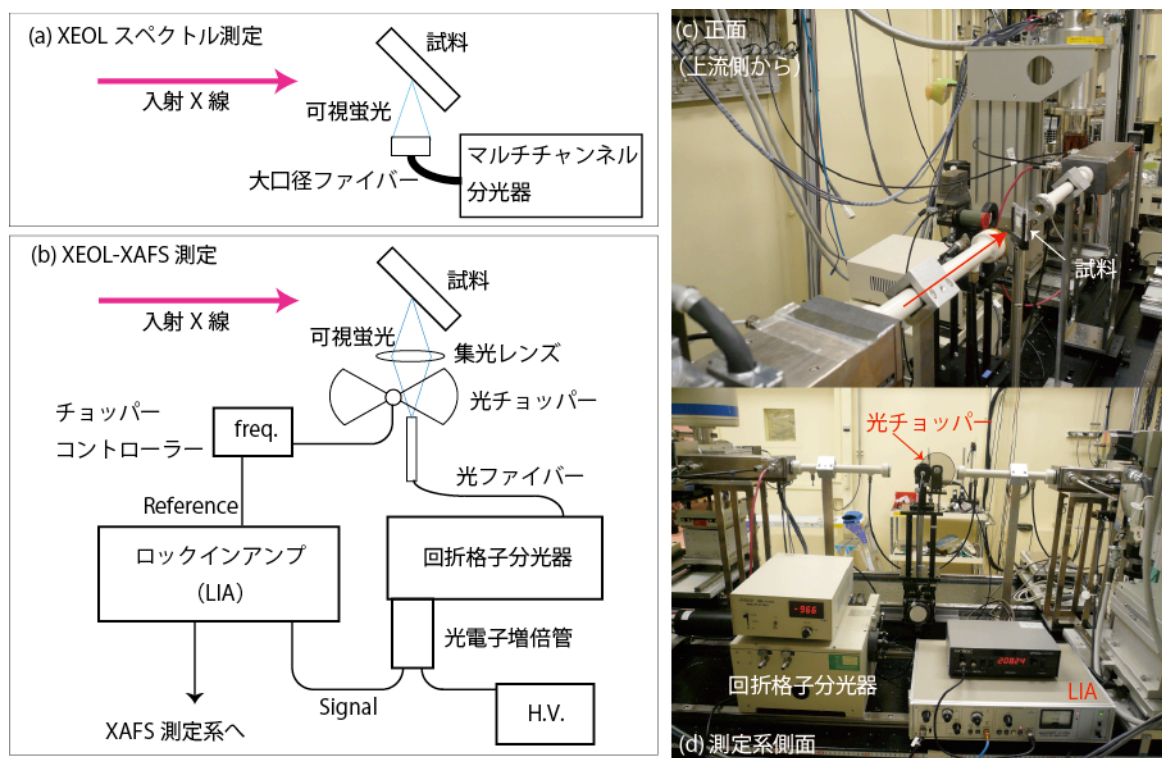 (a) XEOL スペクトル測定
試料
入射 X 線
可視蛍光
大口径ファイバー
マルチチャンネル
分光器
(b) XEOL-XAFS 測定
試料
入射 X 線
可視蛍光
集光レンズ
光チョッパー
チョッパー
コントローラー
freq.
光ファイバー
Reference
ロックインアンプ
(LIA)
回折格子分光器
光電子増倍管
Signal
H.V.
XAFS 測定系へ
(c) 正面
(上流側から)
試料
光チョッパー
-966
208.24
回折格子分光器
LIA
(d) 測定系側面